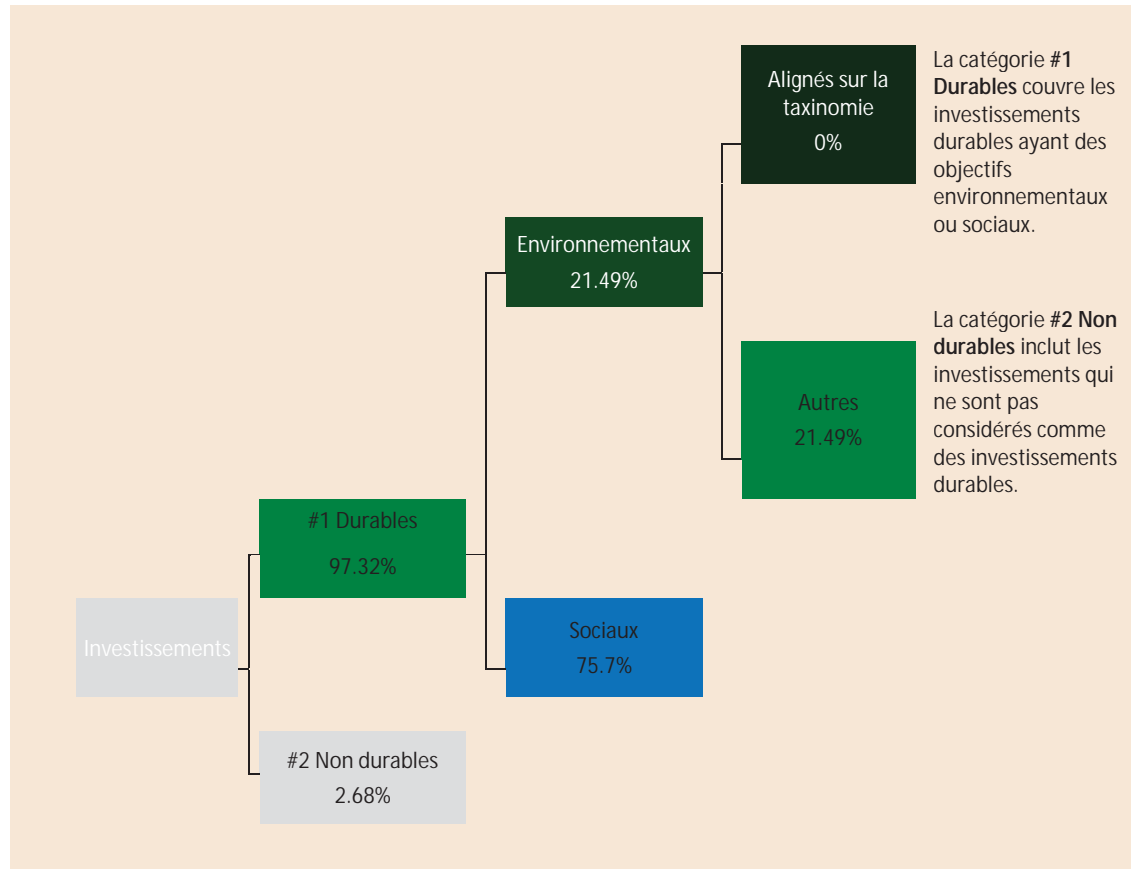 Alignés sur la
taxinomie
0%
La catégorie #1
Durables couvre les
investissements
durables ayant des
objectifs
environnementaux
ou sociaux.
Environnementaux
21.49%
La catégorie #2 Non
durables inclut les
investissements qui
ne sont pas
considérés comme
des investissements
durables.
Autres
21.49%
#1 Durables
97.32%
Investissements
Sociaux
75.7%
#2 Non durables
2.68%